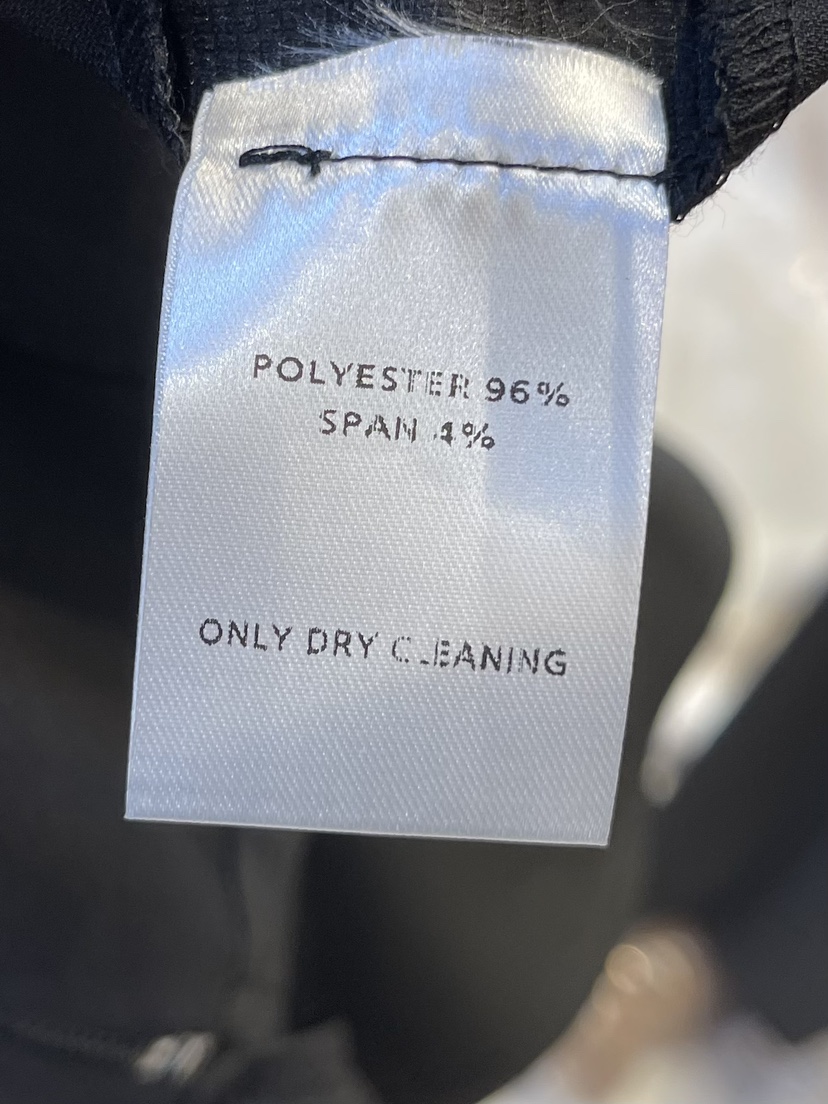 POLYESTER 96%
SPAN 4%
ONLY DRY CLEANING